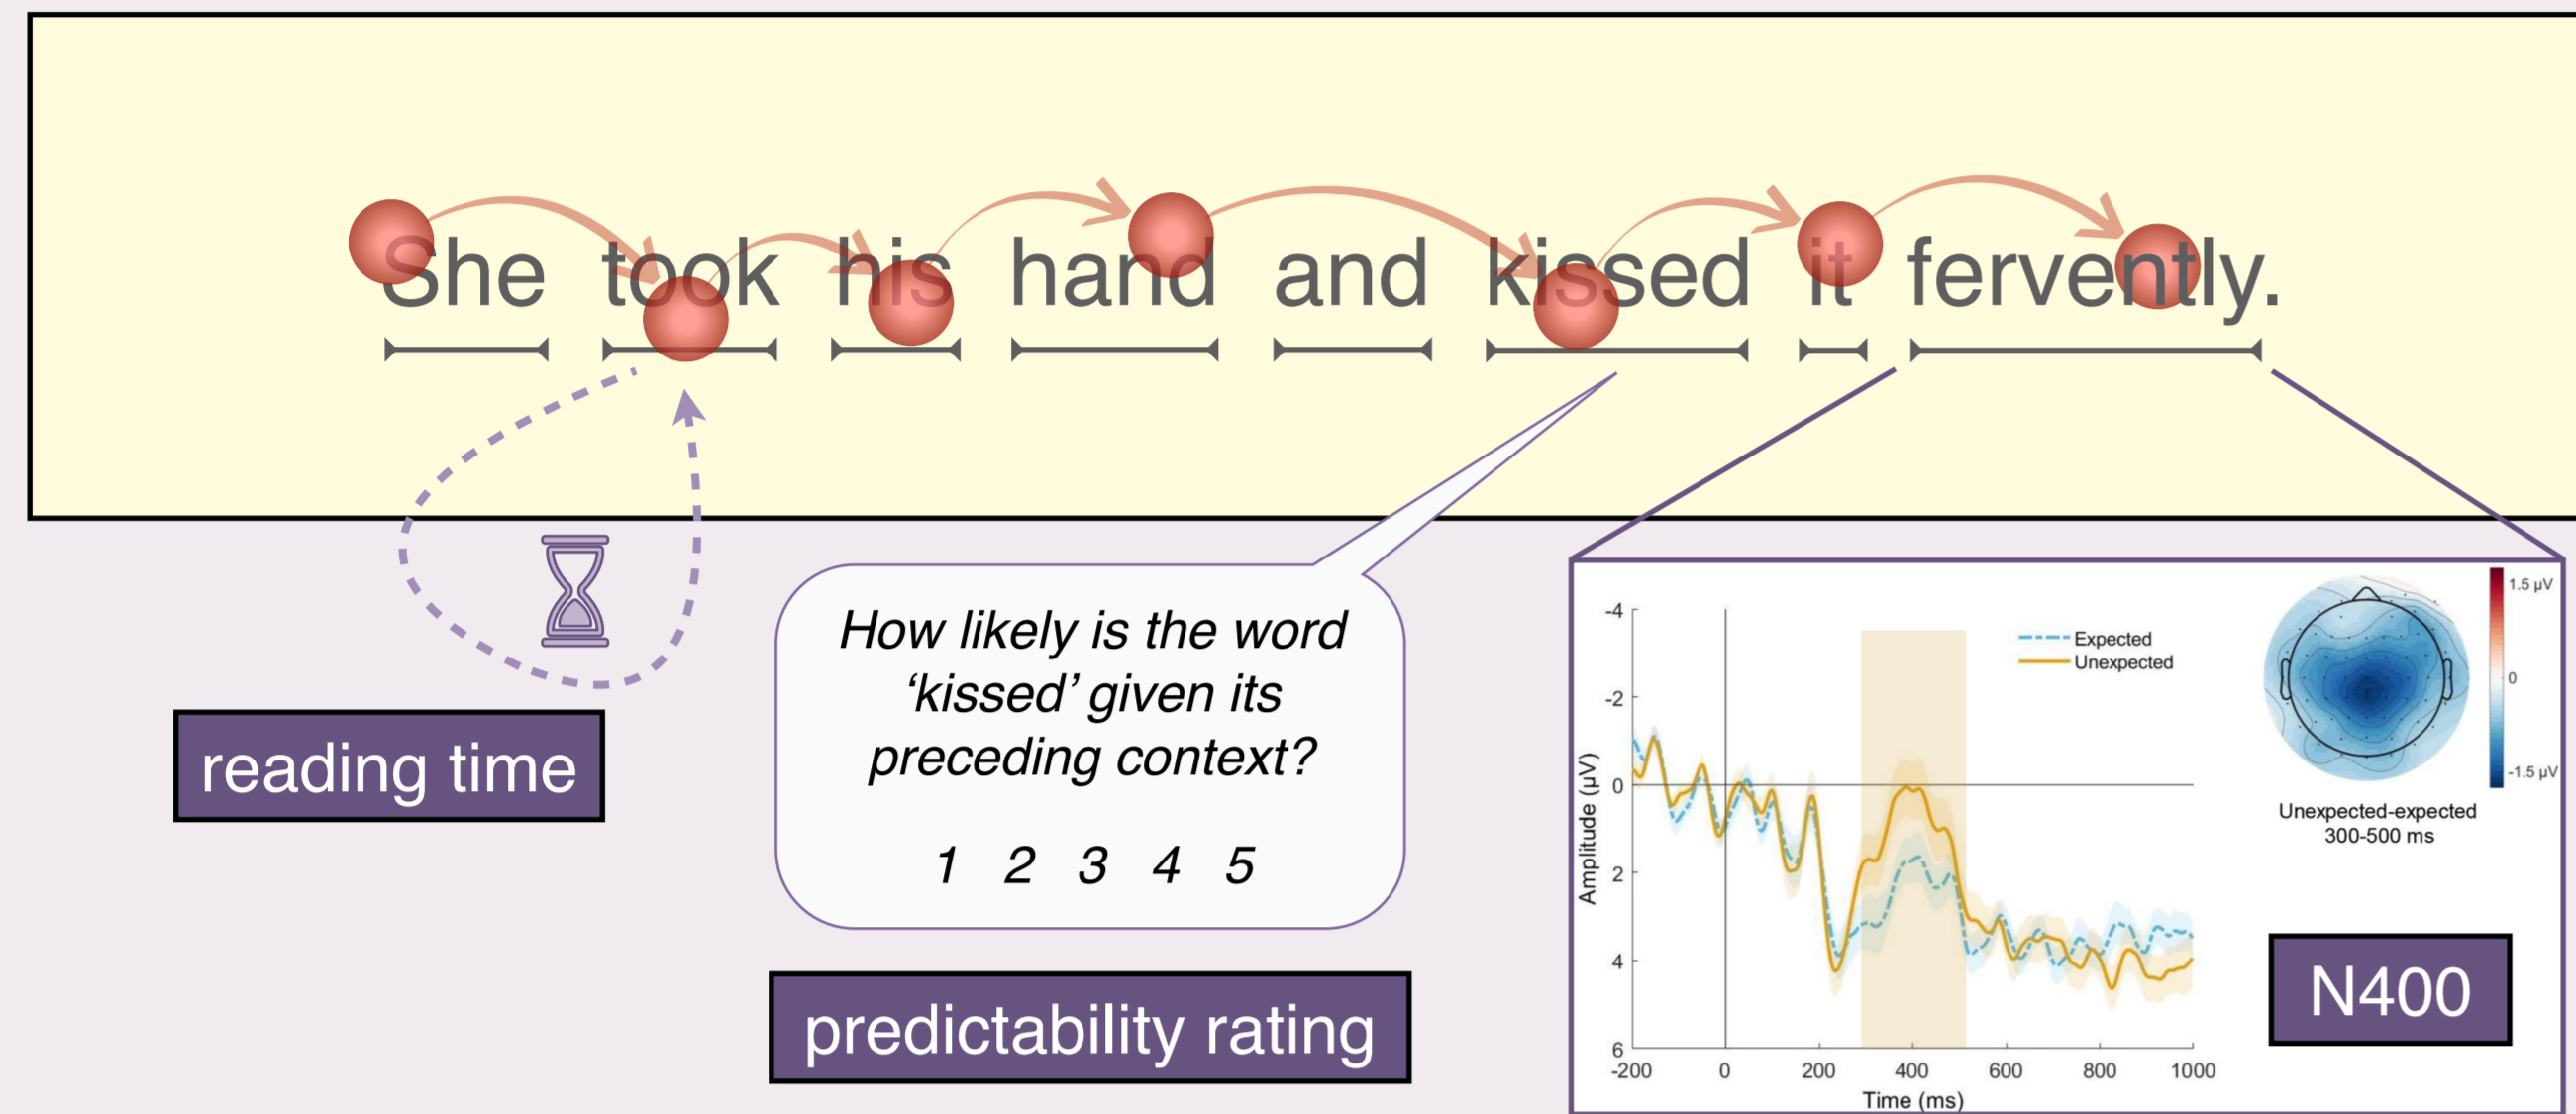 She took his hand and kissed it fervently.
reading time
How likely is the word
‘kissed’ given its
preceding context?
1 2 3 4 5
predictability rating
-4
-2
0
2
4
6
Amplitude (µV)
-200 0 200 400 600 800 1000
Time (ms)
Expected
Unexpected
1.5 µV
0
-1.5 µV
Unexpected-expected
300-500 ms
N400